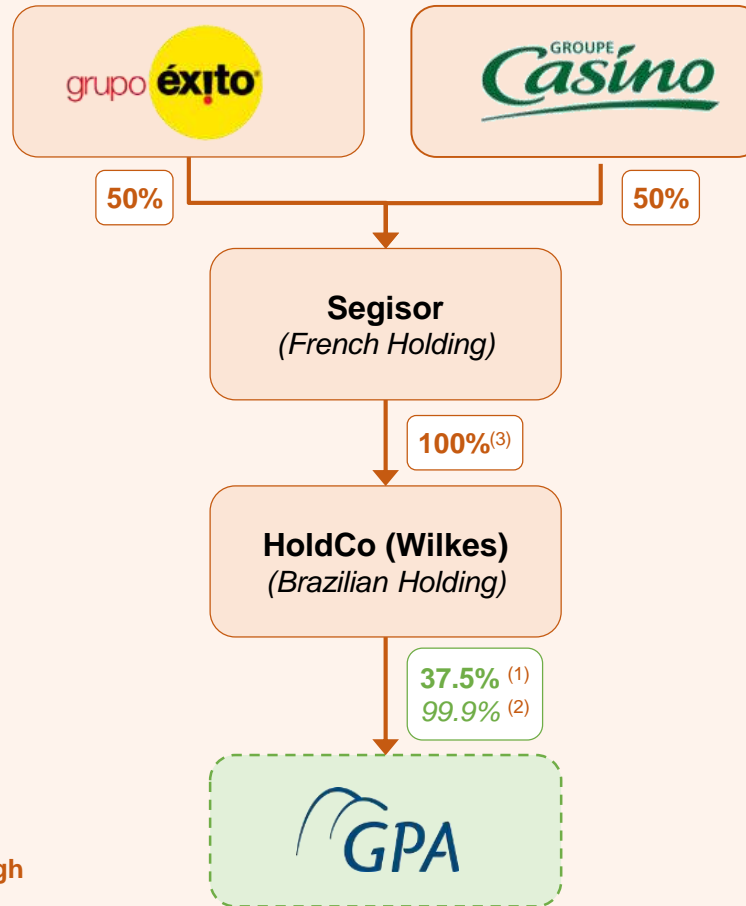 grupo éxito
GROUPE
Casino
50%
50%
Segisor
(French Holding)
100%(3)
HoldCo (Wilkes)
(Brazilian Holding)
37.5% (1)
99.9% (2)
GPA